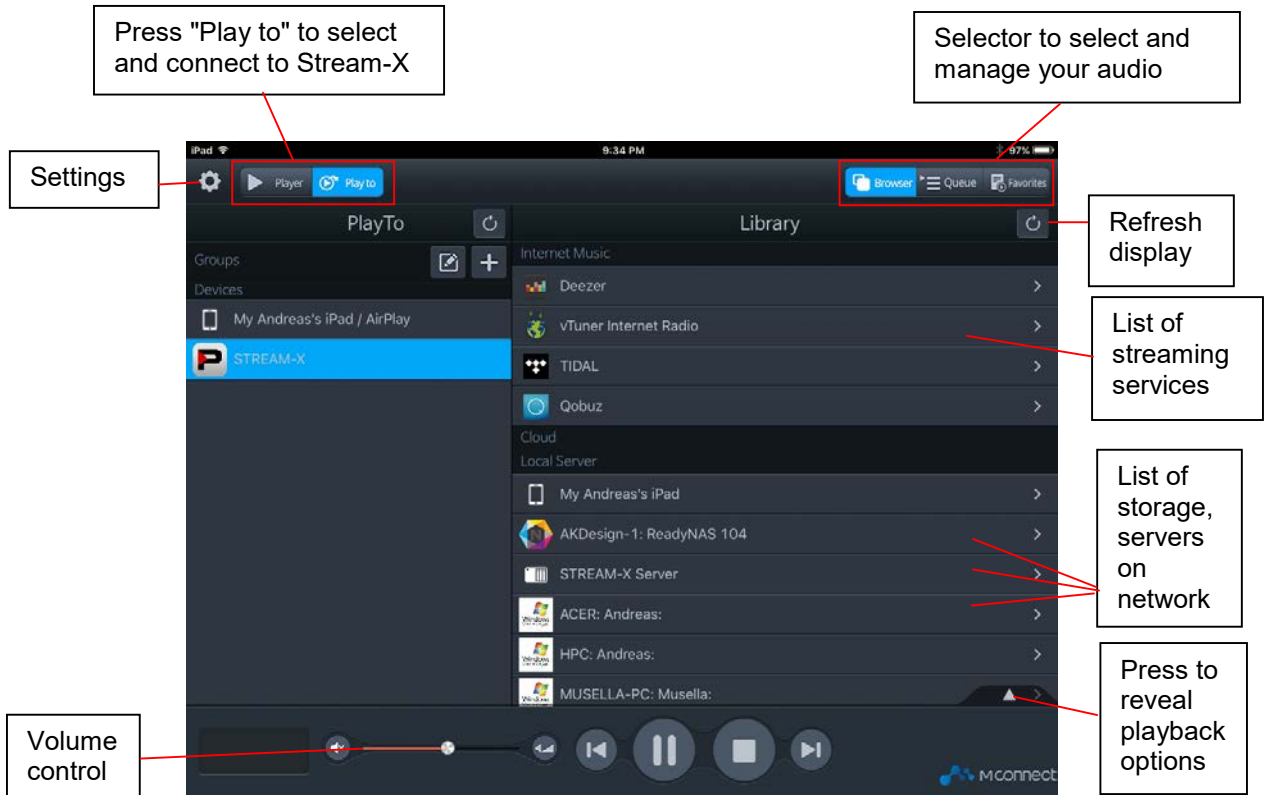 Press "Play to" to select
and connect to Stream-X
Selector to select and
manage your audio
Settings
iPad
9:34 PM
97%
Player
Play to
Browser
Queue
Favorites
PlayTo
Library
Refresh
display
Groups
Devices
My Andreas's iPad / AirPlay
STREAM-X
Internet Music
Deezer
vTuner Internet Radio
TIDAL
Qobuz
List of
streaming
services
Cloud
Local Server
My Andreas's iPad
AKDesign-1: ReadyNAS 104
STREAM-X Server
ACER: Andreas:
HPC: Andreas:
MUSELLA-PC: Musella:
List of
storage,
servers
on
network
Press to
reveal
playback
options
Volume
control
mconnect